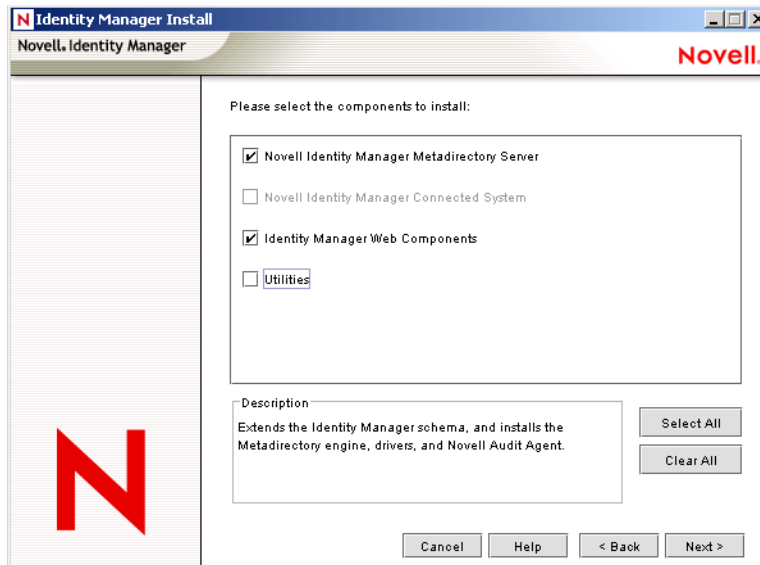 N Identity Manager Install
Novell. Identity Manager
Novell.
Please select the components to install:
Novell Identity Manager Metadirectory Server
Novell Identity Manager Connected System
Identity Manager Web Components
Utilities
Description
Extends the Identity Manager schema, and installs the
Metadirectory engine, drivers, and Novell Audit Agent.
Select All
Clear All
N
Cancel Help < Back Next >